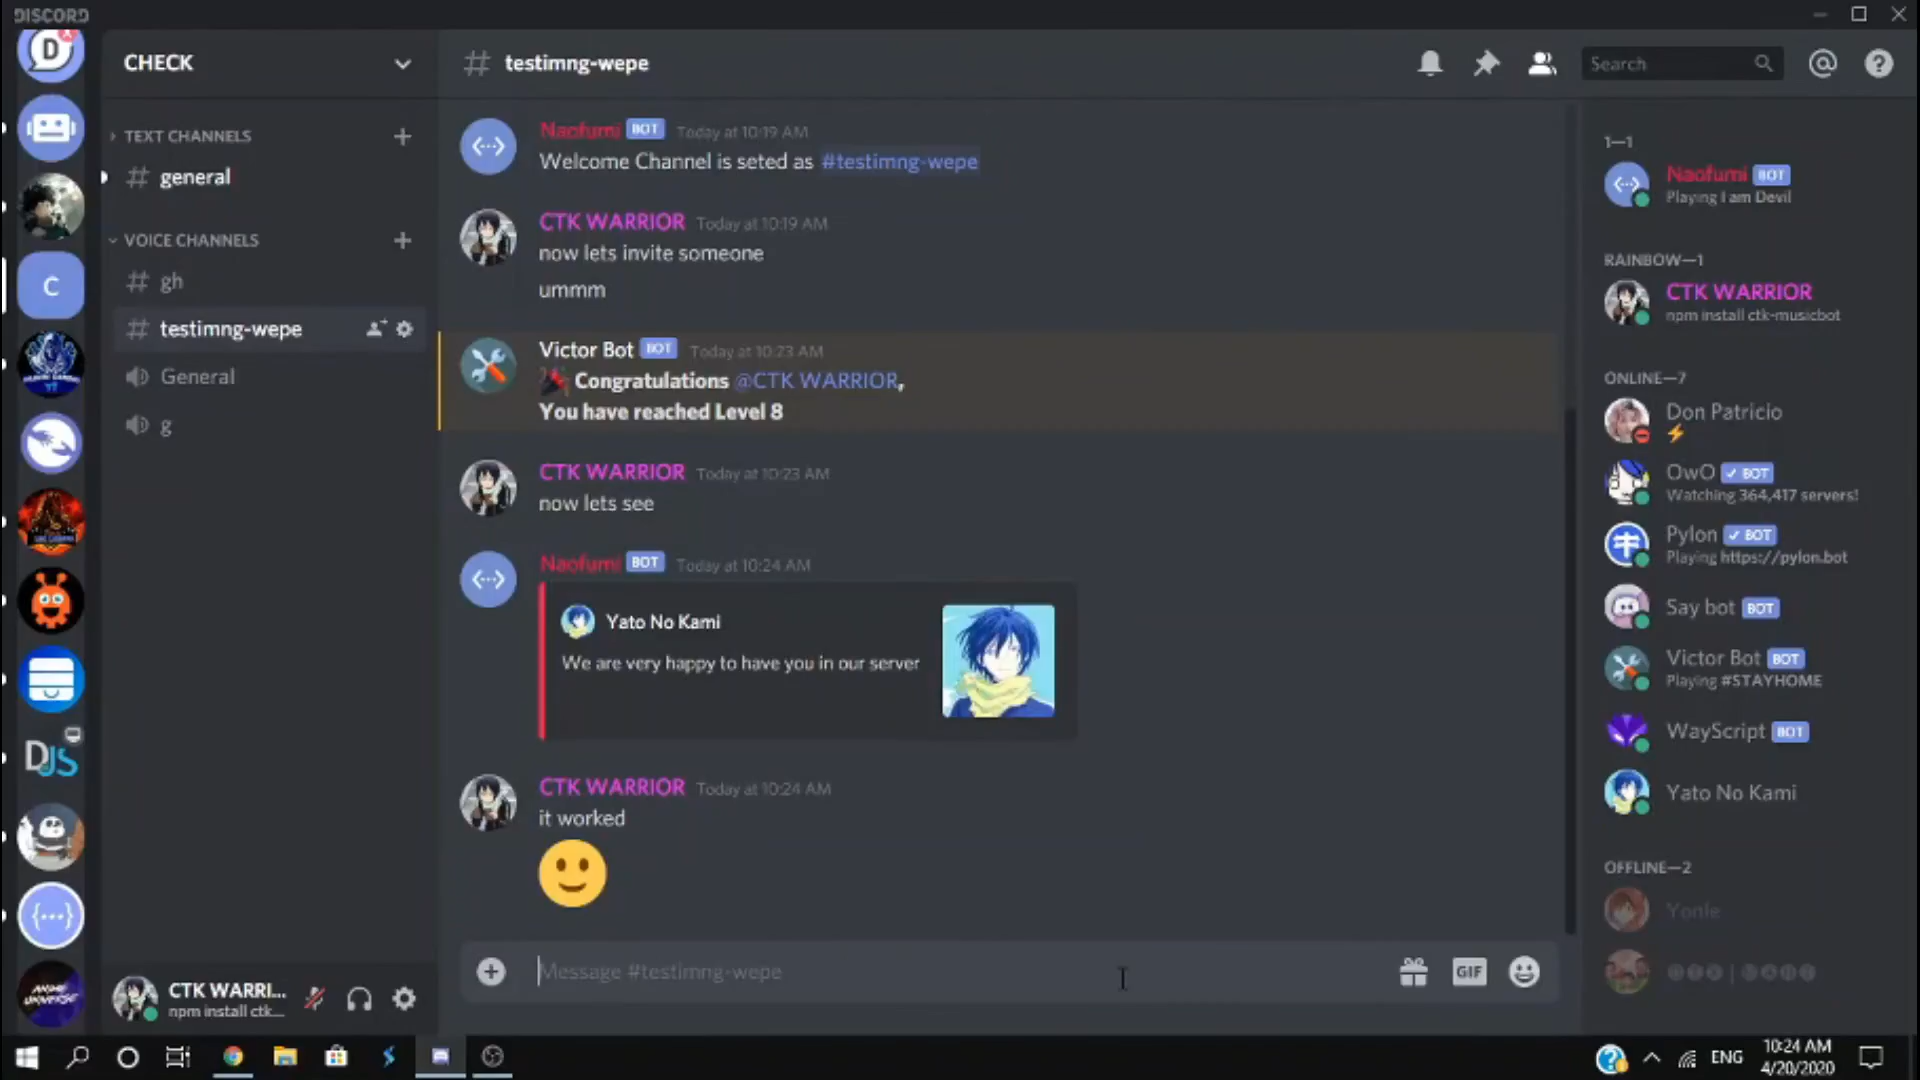 DISCORD
CHECK
testimng-wepe
Search
TEXT CHANNELS
general
VOICE CHANNELS
gh
testimng-wepe
General
g
Naofumi BOT Today at 10:19 AM
Welcome Channel is seted as #testimng-wepe
CTK WARRIOR Today at 10:19 AM
now lets invite someone
ummm
Victor Bot BOT Today at 10:23 AM
Congratulations @CTK WARRIOR,
You have reached Level 8
CTK WARRIOR Today at 10:23 AM
now lets see
Naofumi BOT Today at 10:24 AM
Yato No Kami
We are very happy to have you in our server
CTK WARRIOR Today at 10:24 AM
it worked
Message #testimng-wepe
GIF
1—1
Naofumi BOT
Playing I am Devil
RAINBOW—1
CTK WARRIOR
npm install ctk-musicbot
ONLINE—7
Don Patricio
OwO BOT
Watching 364,417 servers!
Pylon BOT
Playing https://pylon.bot
Say bot BOT
Victor Bot BOT
Playing #STAYHOME
WayScript BOT
Yato No Kami
OFFLINE—2
D
C
DJS
{...}
ANIME
UNIVERSE
CTK WARRI...
npm install ctk...
ENG
10:24 AM
4/20/2020